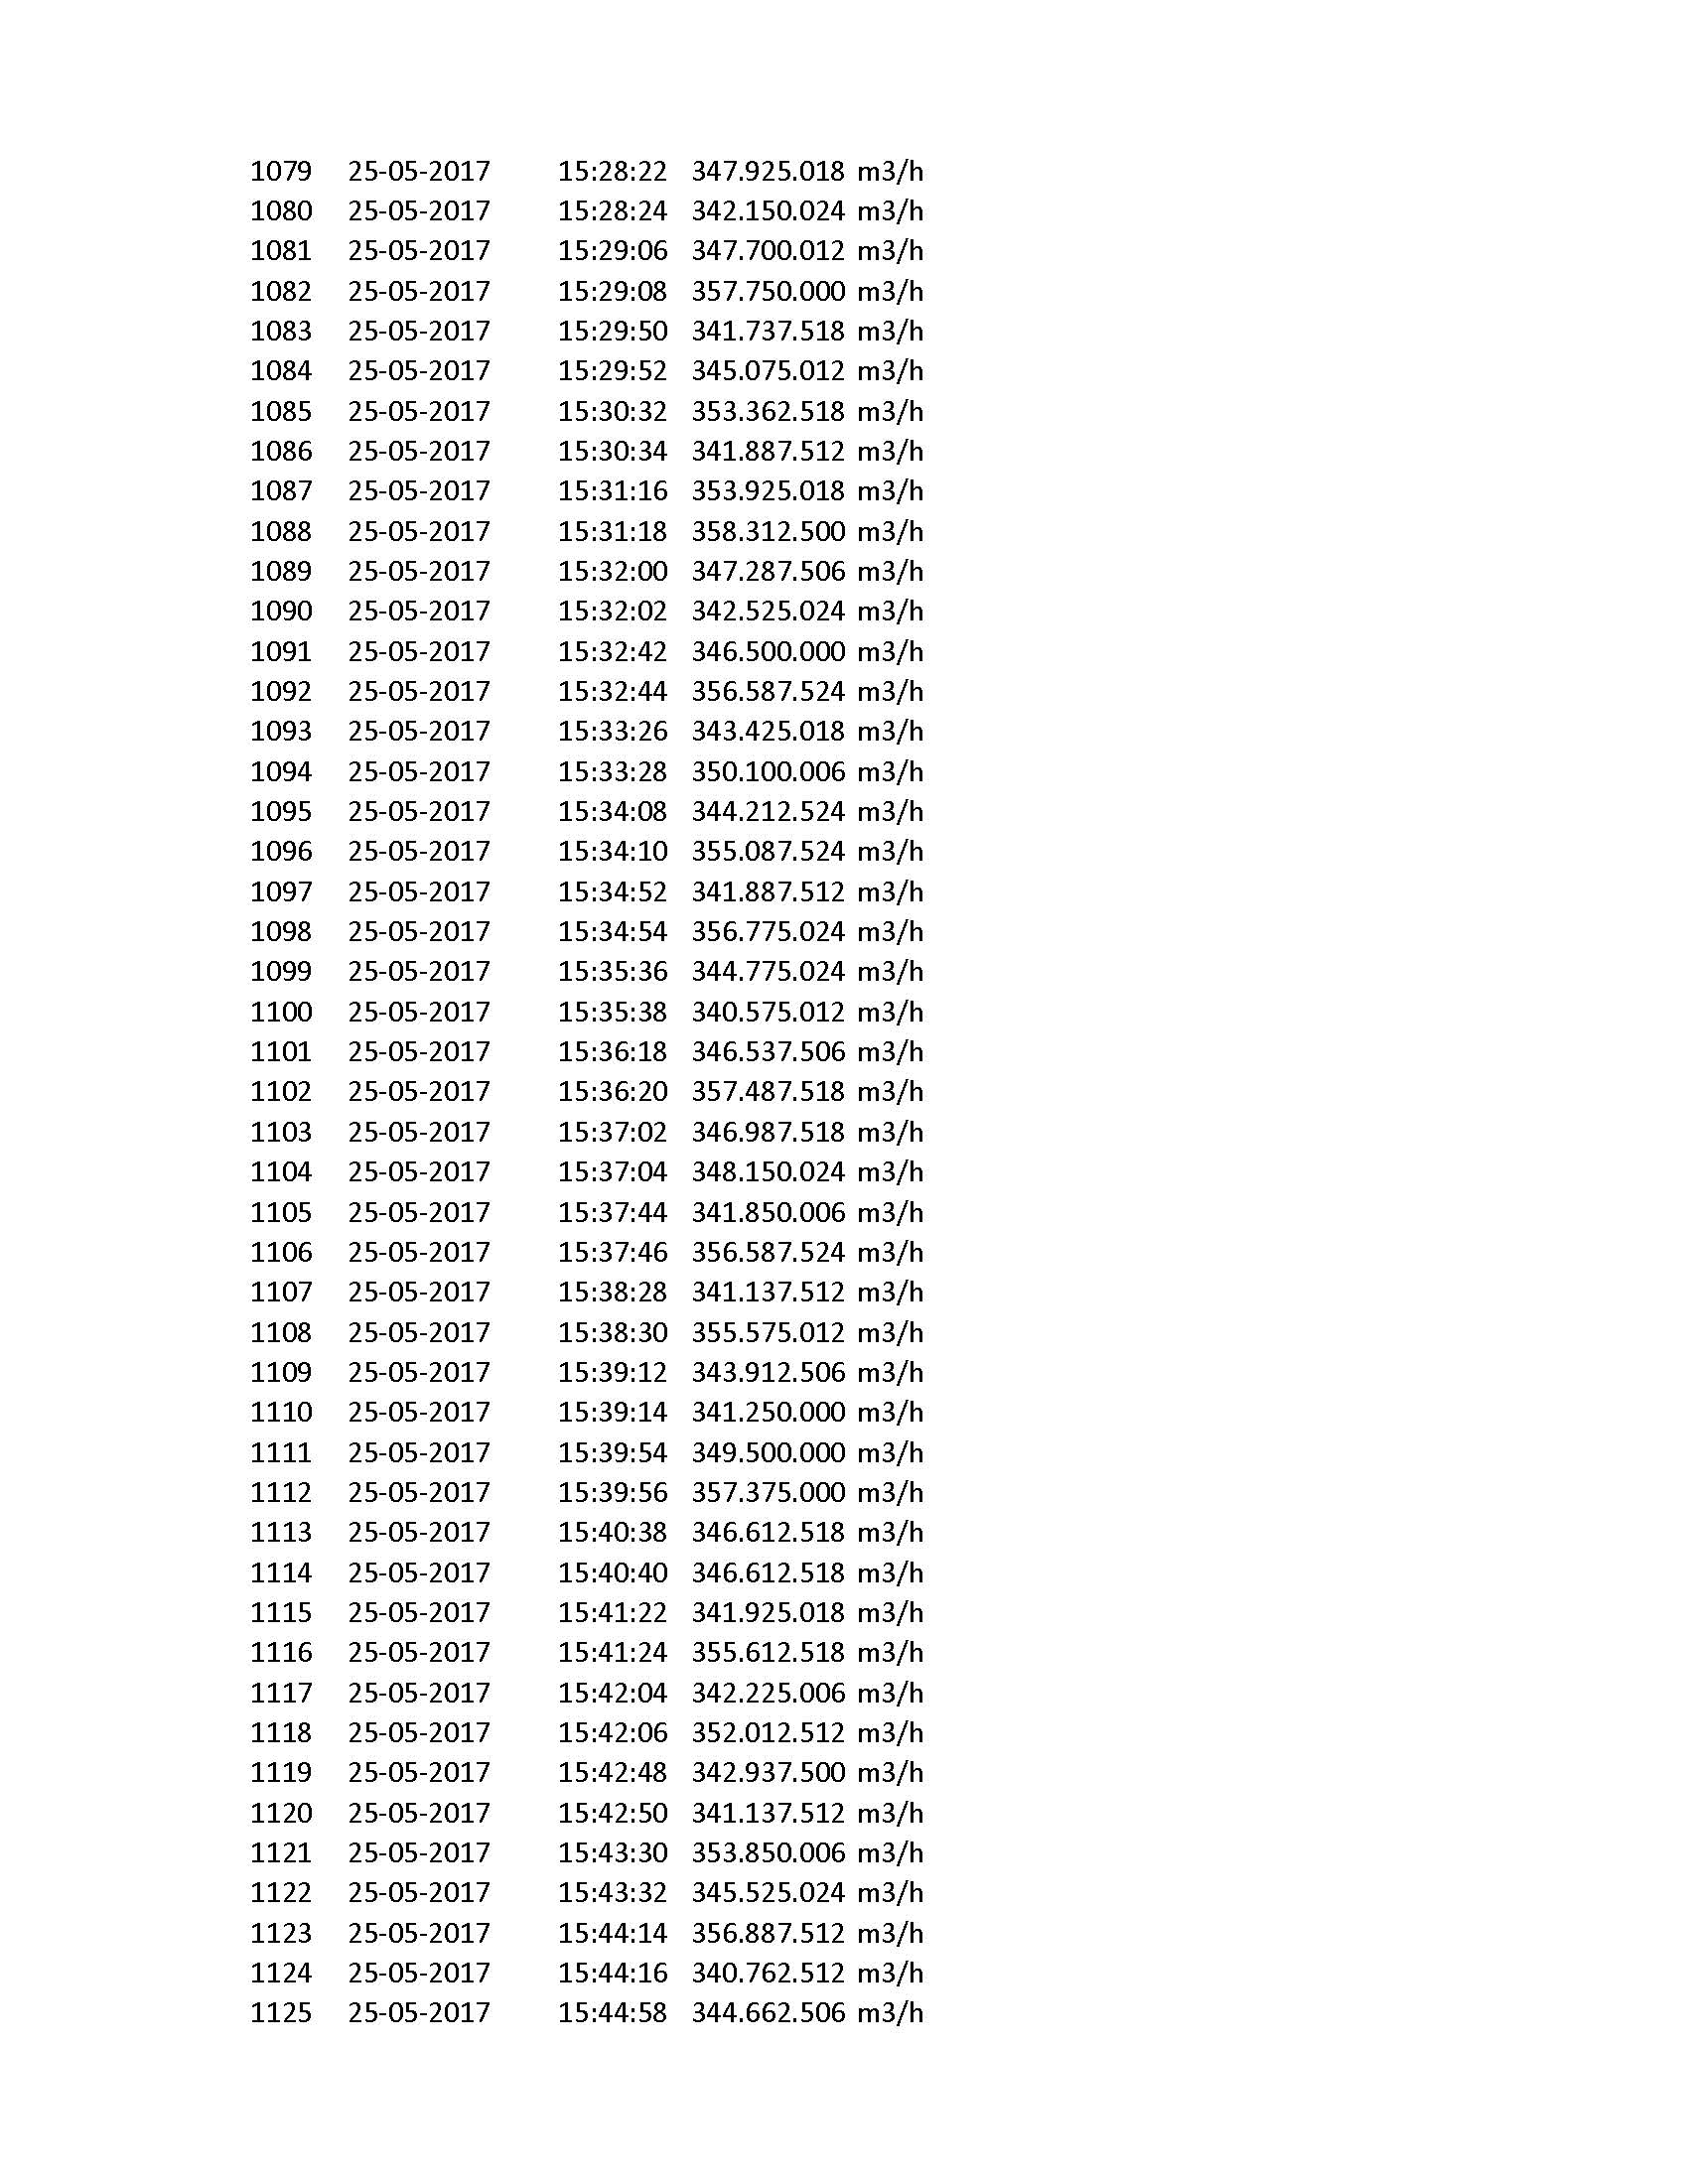 1079 25-05-2017 15:28:22 347.925.018 m3/h
1080 25-05-2017 15:28:24 342.150.024 m3/h
1081 25-05-2017 15:29:06 347.700.012 m3/h
1082 25-05-2017 15:29:08 357.750.000 m3/h
1083 25-05-2017 15:29:50 341.737.518 m3/h
1084 25-05-2017 15:29:52 345.075.012 m3/h
1085 25-05-2017 15:30:32 353.362.518 m3/h
1086 25-05-2017 15:30:34 341.887.512 m3/h
1087 25-05-2017 15:31:16 353.925.018 m3/h
1088 25-05-2017 15:31:18 358.312.500 m3/h
1089 25-05-2017 15:32:00 347.287.506 m3/h
1090 25-05-2017 15:32:02 342.525.024 m3/h
1091 25-05-2017 15:32:42 346.500.000 m3/h
1092 25-05-2017 15:32:44 356.587.524 m3/h
1093 25-05-2017 15:33:26 343.425.018 m3/h
1094 25-05-2017 15:33:28 350.100.006 m3/h
1095 25-05-2017 15:34:08 344.212.524 m3/h
1096 25-05-2017 15:34:10 355.087.524 m3/h
1097 25-05-2017 15:34:52 341.887.512 m3/h
1098 25-05-2017 15:34:54 356.775.024 m3/h
1099 25-05-2017 15:35:36 344.775.024 m3/h
1100 25-05-2017 15:35:38 340.575.012 m3/h
1101 25-05-2017 15:36:18 346.537.506 m3/h
1102 25-05-2017 15:36:20 357.487.518 m3/h
1103 25-05-2017 15:37:02 346.987.518 m3/h
1104 25-05-2017 15:37:04 348.150.024 m3/h
1105 25-05-2017 15:37:44 341.850.006 m3/h
1106 25-05-2017 15:37:46 356.587.524 m3/h
1107 25-05-2017 15:38:28 341.137.512 m3/h
1108 25-05-2017 15:38:30 355.575.012 m3/h
1109 25-05-2017 15:39:12 343.912.506 m3/h
1110 25-05-2017 15:39:14 341.250.000 m3/h
1111 25-05-2017 15:39:54 349.500.000 m3/h
1112 25-05-2017 15:39:56 357.375.000 m3/h
1113 25-05-2017 15:40:38 346.612.518 m3/h
1114 25-05-2017 15:40:40 346.612.518 m3/h
1115 25-05-2017 15:41:22 341.925.018 m3/h
1116 25-05-2017 15:41:24 355.612.518 m3/h
1117 25-05-2017 15:42:04 342.225.006 m3/h
1118 25-05-2017 15:42:06 352.012.512 m3/h
1119 25-05-2017 15:42:48 342.937.500 m3/h
1120 25-05-2017 15:42:50 341.137.512 m3/h
1121 25-05-2017 15:43:30 353.850.006 m3/h
1122 25-05-2017 15:43:32 345.525.024 m3/h
1123 25-05-2017 15:44:14 356.887.512 m3/h
1124 25-05-2017 15:44:16 340.762.512 m3/h
1125 25-05-2017 15:44:58 344.662.506 m3/h